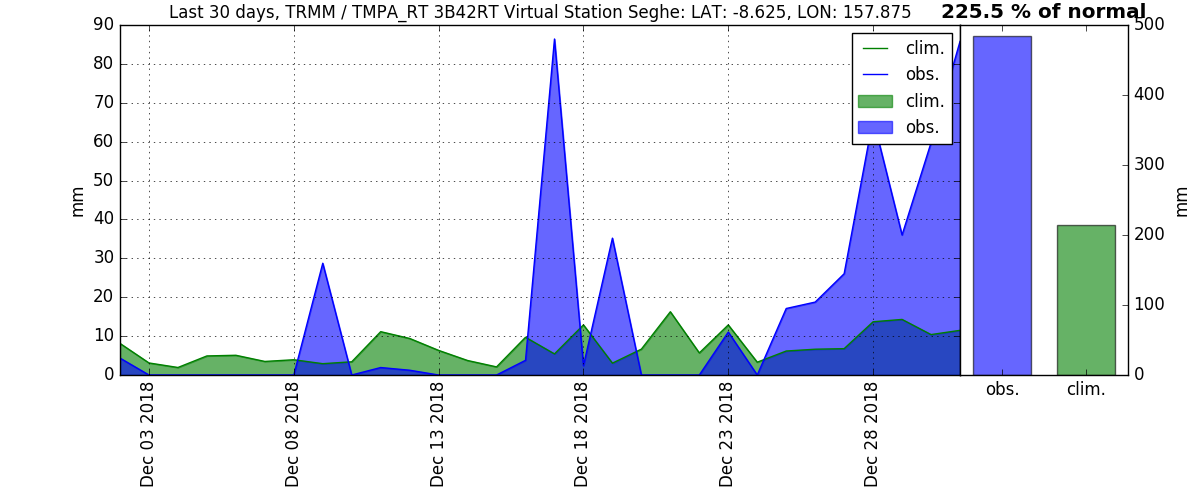 Last 30 days, TRMM / TMPA_RT 3B42RT Virtual Station Seghe: LAT: -8.625, LON: 157.875
225.5 % of normal
90
80
70
60
50
40
30
20
10
0
mm
clim.
obs.
clim.
obs.
Dec 03 2018
Dec 08 2018
Dec 13 2018
Dec 18 2018
Dec 23 2018
Dec 28 2018
500
400
300
200
100
0
mm
obs.
clim.